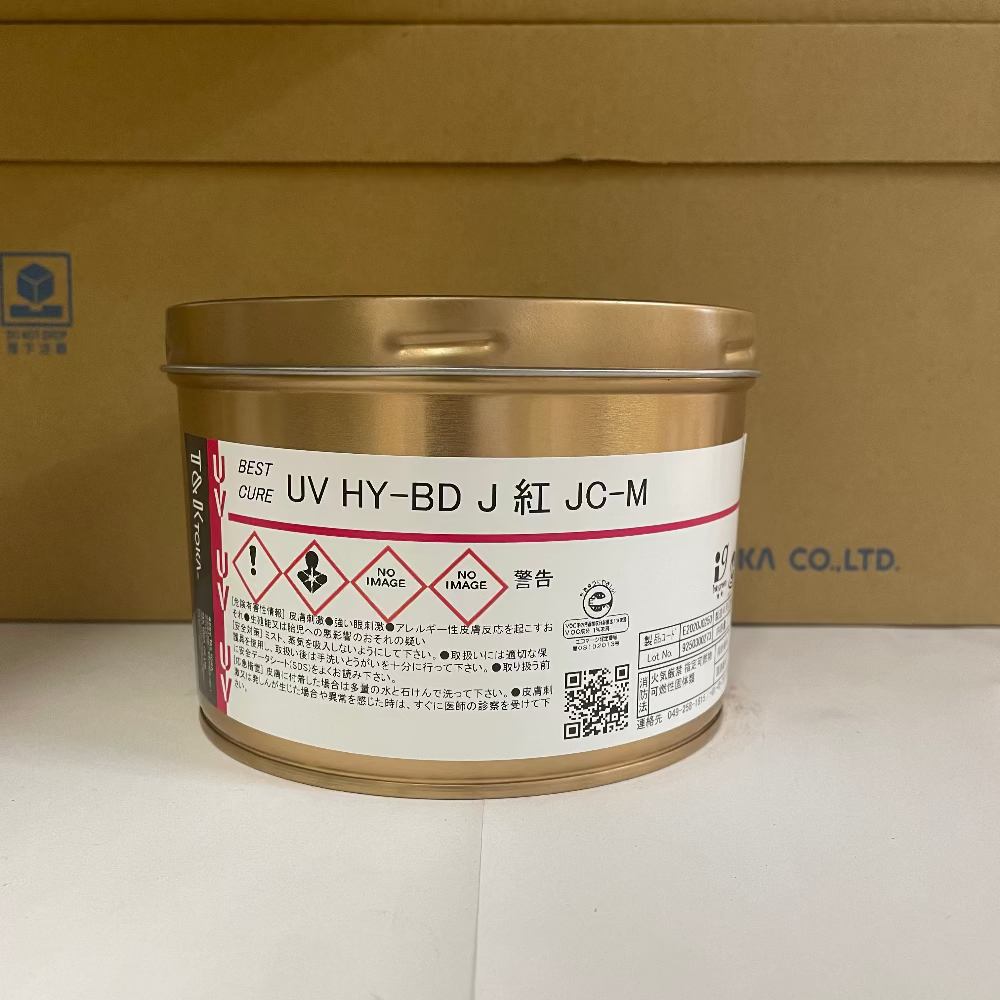 DO NOT DROP
KA CO.,LTD.
T&K TOKA
UV UV UV
BEST
CURE
UV HY-BD J 紅 JC-M
NO
IMAGE
NO
IMAGE
警告
[危険有害性情報] 皮膚刺激●強い眼刺激●アレルギー性皮膚反応を起こすお
それ●生殖能又は胎児への悪影響のおそれの疑い
[安全対策] ミスト、蒸気を吸入しないようにして下さい。●取扱いには適切な保
護具を使用し、取扱い後は手洗いとうがいを十分に行って下さい。●取り扱う前
に安全データシート(SDS)をよくお読み下さい。
[応急措置] 皮膚に付着した場合は多量の水と石けんで洗って下さい。●皮膚刺
激又は発しんが生じた場合や異常を感じた時は、すぐに医師の診察を受けて下
製品コード
Lot No.
消防法
火気厳禁 指定可燃物
可燃性固体類
連絡先